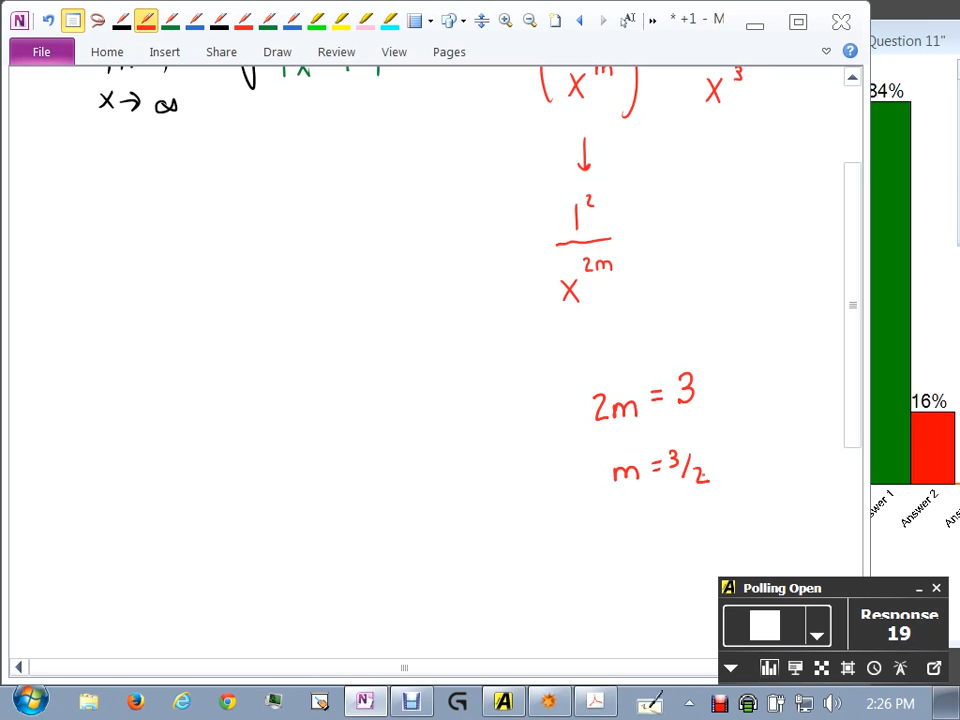 * +1 - M
File Home Insert Share Draw Review View Pages
Question 11"
84%
x → ∞
( x^m ) x^3
↓
1^2
x^2m
2m = 3
16%
m = 3/2
Answer 1
Answer 2
Polling Open
Response
19
2:26 PM